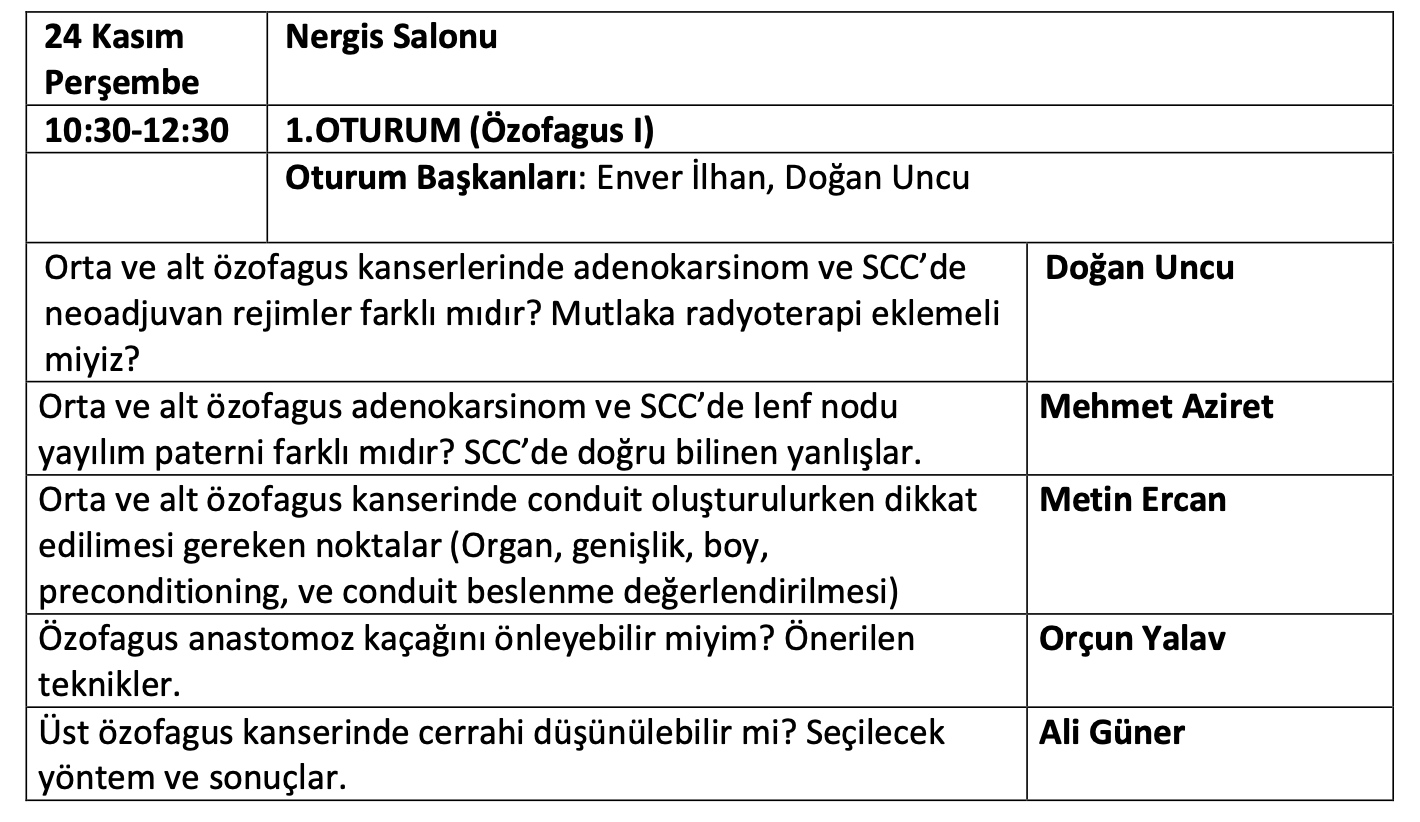 24 Kasım
Perşembe
Nergis Salonu
10:30-12:30
1.OTURUM (Özofagus I)
Oturum Başkanları: Enver İlhan, Doğan Uncu
Orta ve alt özofagus kanserlerinde adenokarsinom ve SCC’de
neoadjuvan rejimler farklı mıdır? Mutlaka radyoterapi eklemeli
miyiz?
Doğan Uncu
Orta ve alt özofagus adenokarsinom ve SCC’de lenf nodu
yayılım paterni farklı mıdır? SCC’de doğru bilinen yanlışlar.
Mehmet Aziret
Orta ve alt özofagus kanserinde conduit oluşturulurken dikkat
edilimesi gereken noktalar (Organ, genişlik, boy,
preconditioning, ve conduit beslenme değerlendirilmesi)
Metin Ercan
Özofagus anastomoz kaçağını önleyebilir miyim? Önerilen
teknikler.
Orçun Yalav
Üst özofagus kanserinde cerrahi düşünülebilir mi? Seçilecek
yöntem ve sonuçlar.
Ali Güner